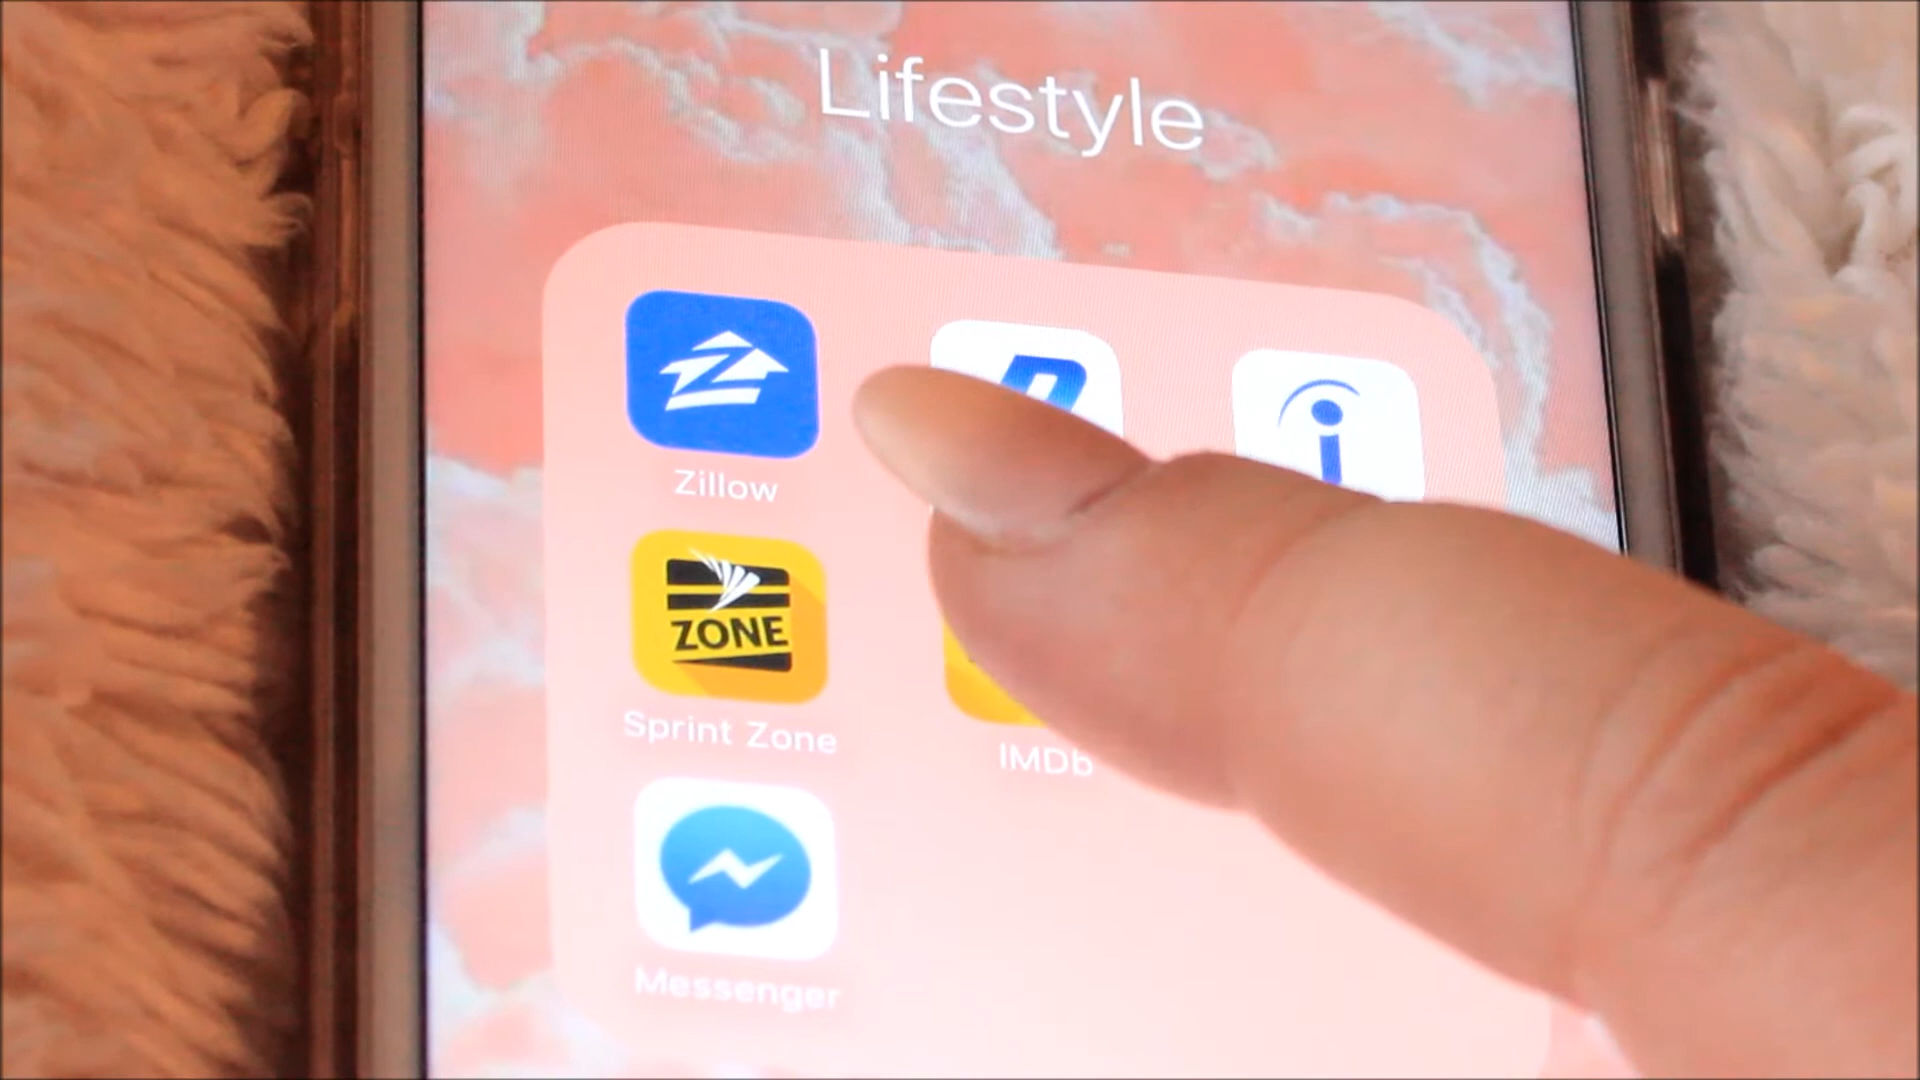 Lifestyle
Zillow
ZONE
Sprint Zone
IMDb
Messenger